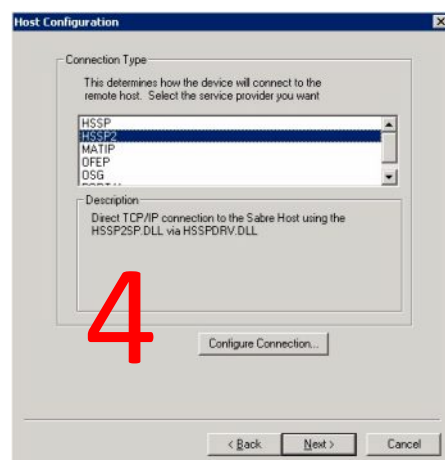 Host Configuration
Connection Type
This determines how the device will connect to the
remote host. Select the service provider you want
HSSP
HSSP2
MATIP
OFEP
OSG
Description
Direct TCP/IP connection to the Sabre Host using the
HSSP2SP.DLL via HSSPDRV.DLL
4
Configure Connection...
< Back Next > Cancel